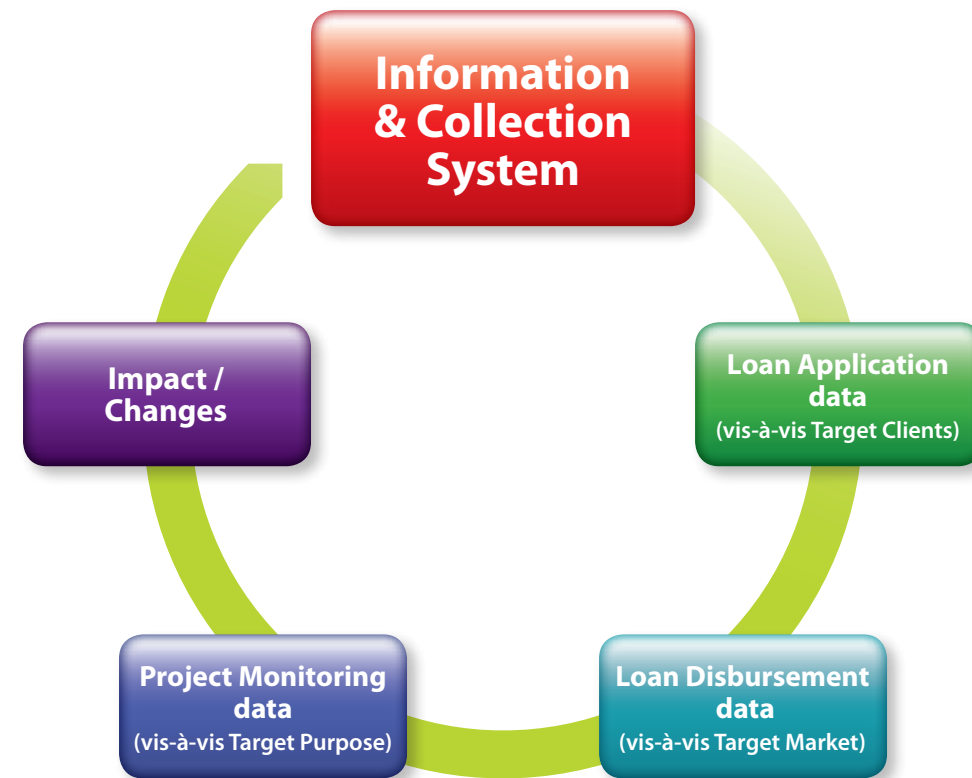 Information
& Collection
System
Loan Application
data
(vis-à-vis Target Clients)
Loan Disbursement
data
(vis-à-vis Target Market)
Project Monitoring
data
(vis-à-vis Target Purpose)
Impact /
Changes